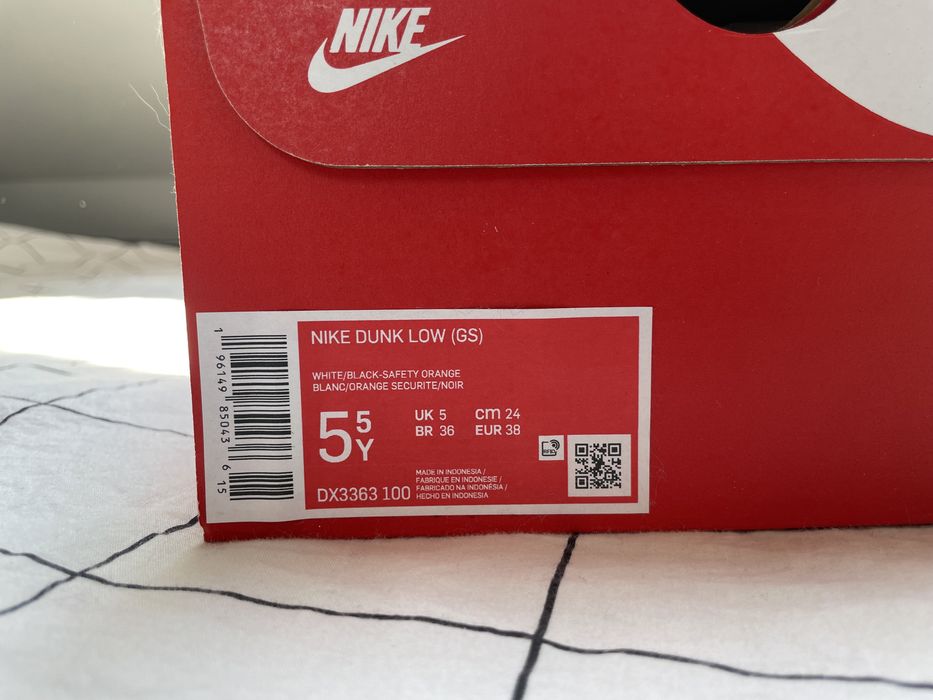 NIKE
NIKE DUNK LOW (GS)
WHITE/BLACK-SAFETY ORANGE
BLANC/ORANGE SECURITE/NOIR
5 5Y
UK 5 cm 24
BR 36 EUR 38
RFID
DX3363 100
MADE IN INDONESIA /
FABRIQUE EN INDONESIE /
FABRICADO NA INDONÉSIA /
HECHO EN INDONESIA
1 96149 85043 6 15